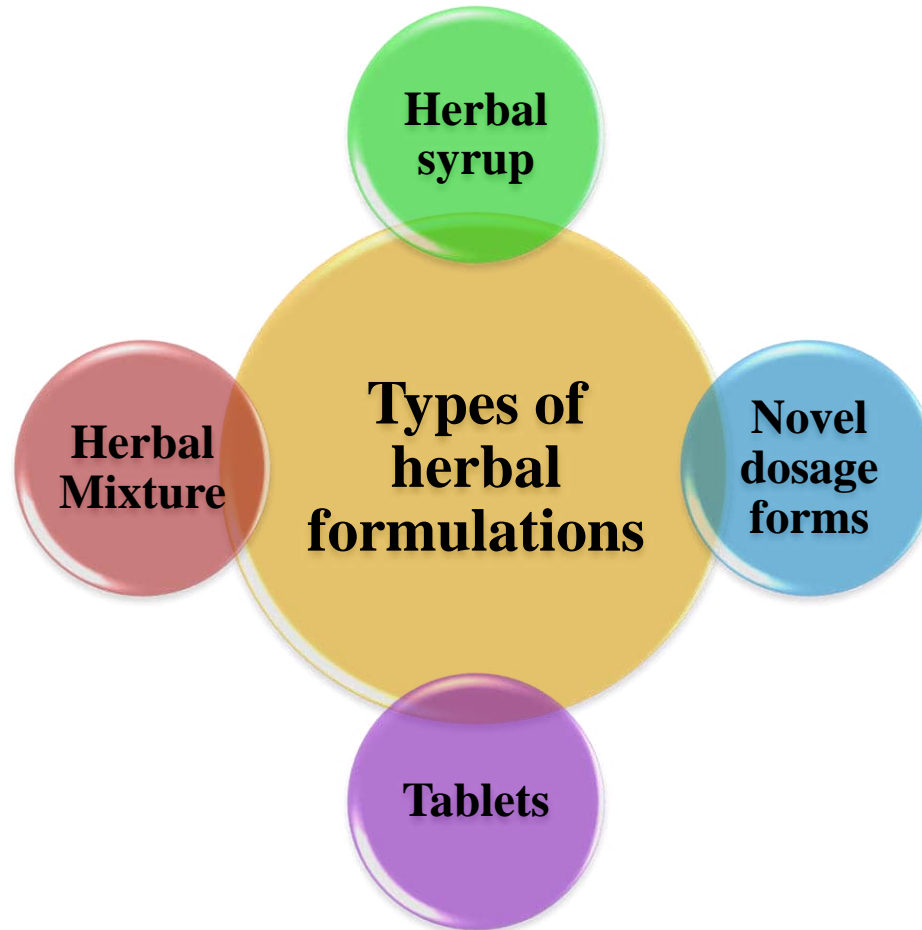 Herbal
syrup
Types of
herbal
formulations
Novel
dosage
forms
Herbal
Mixture
Tablets